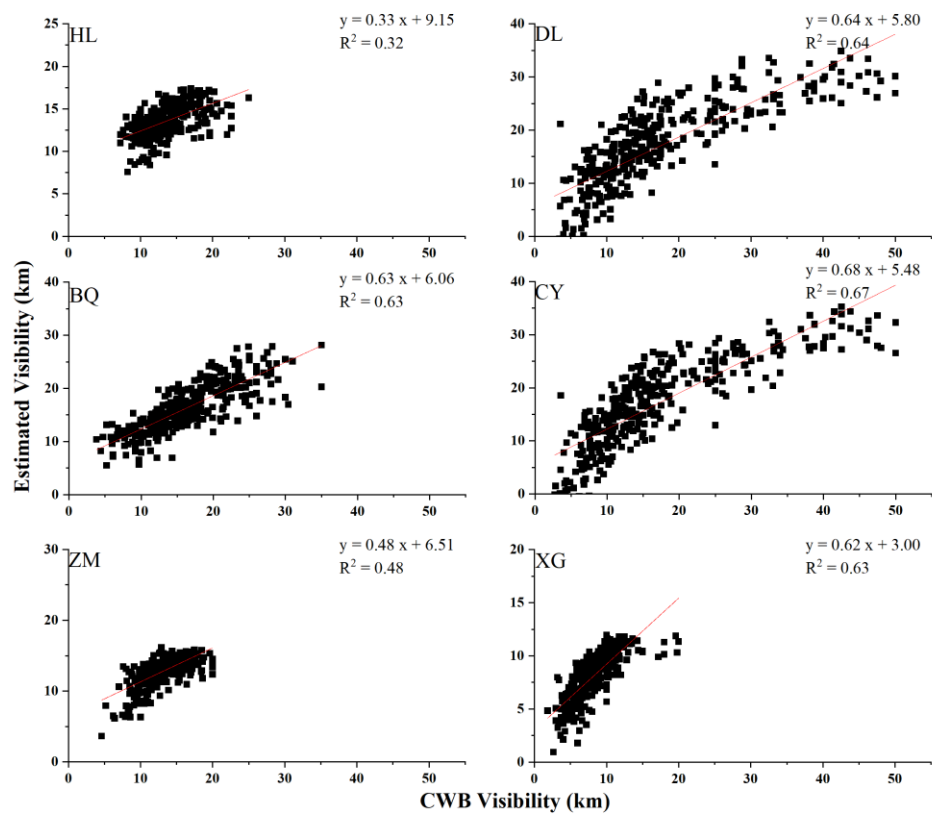 HL
y = 0.33 x + 9.15
R² = 0.32
25
20
15
10
5
0
0 10 20 30 40 50
DL
y = 0.64 x + 5.80
R² = 0.64
40
30
20
10
0
0 10 20 30 40 50
BQ
y = 0.63 x + 6.06
R² = 0.63
40
30
20
10
0
0 10 20 30 40 50
CY
y = 0.68 x + 5.48
R² = 0.67
40
30
20
10
0
0 10 20 30 40 50
ZM
y = 0.48 x + 6.51
R² = 0.48
30
20
10
0
0 10 20 30 40 50
XG
y = 0.62 x + 3.00
R² = 0.63
20
15
10
5
0
0 10 20 30 40 50
Estimated Visibility (km)
CWB Visibility (km)